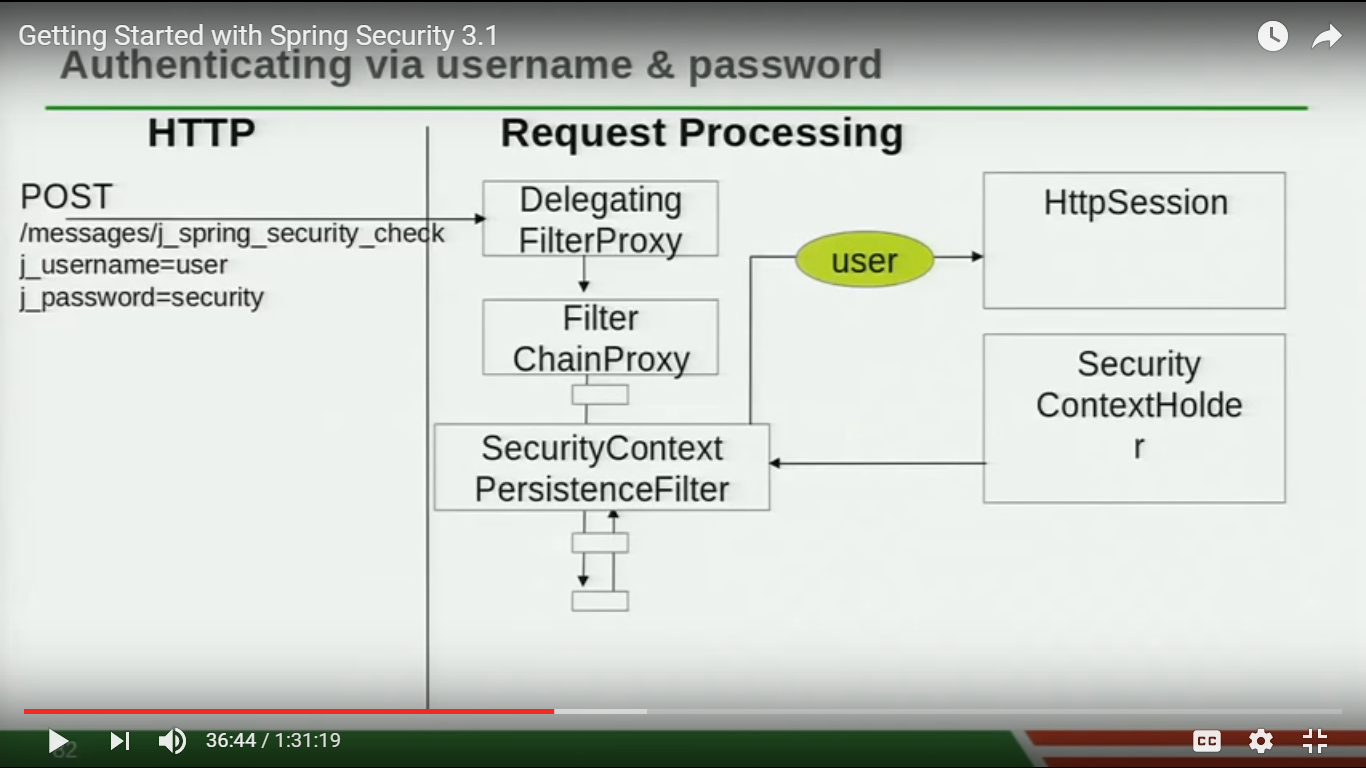 Getting Started with Spring Security 3.1
Authenticating via username & password
HTTP
Request Processing
POST
/messages/j_spring_security_check
j_username=user
j_password=security
Delegating
FilterProxy
Filter
ChainProxy
SecurityContext
PersistenceFilter
user
HttpSession
Security
ContextHolde
r
32
36:44 / 1:31:19
CC